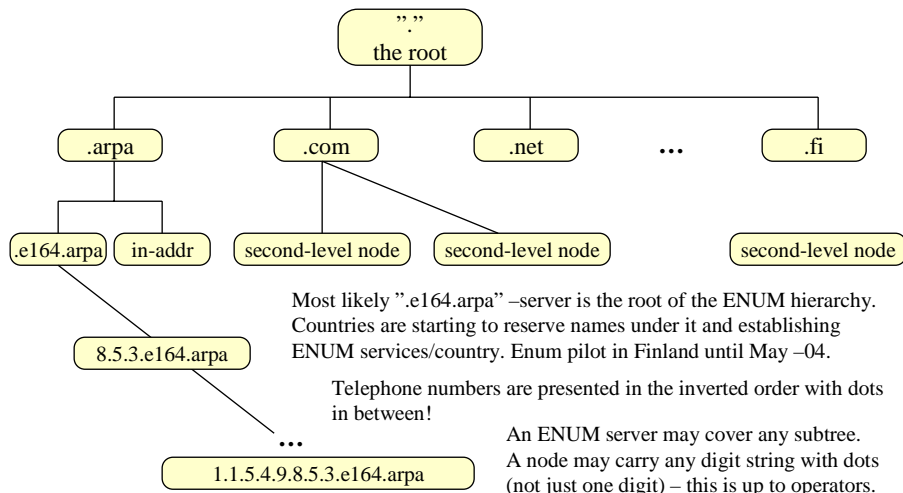 ”.”
the root
.arpa
.com
.net
...
.fi
.e164.arpa
in-addr
second-level node
second-level node
second-level node
Most likely ”.e164.arpa” –server is the root of the ENUM hierarchy.
Countries are starting to reserve names under it and establishing
ENUM services/country. Enum pilot in Finland until May –04.
8.5.3.e164.arpa
Telephone numbers are presented in the inverted order with dots
in between!
...
An ENUM server may cover any subtree.
A node may carry any digit string with dots
(not just one digit) – this is up to operators.
1.1.5.4.9.8.5.3.e164.arpa